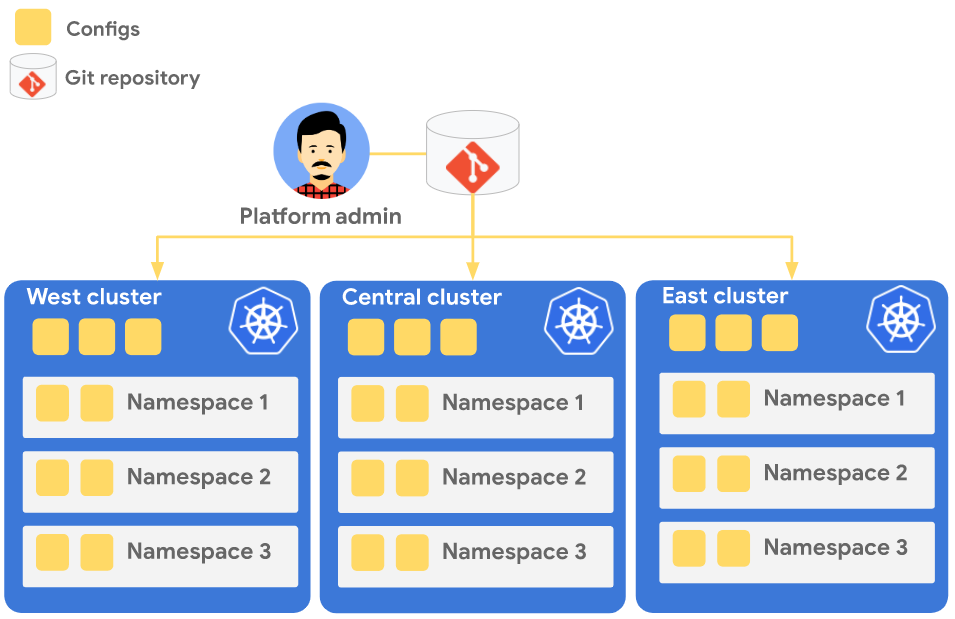 Configs
Git repository
Platform admin
West cluster
Namespace 1
Namespace 2
Namespace 3
Central cluster
Namespace 1
Namespace 2
Namespace 3
East cluster
Namespace 1
Namespace 2
Namespace 3